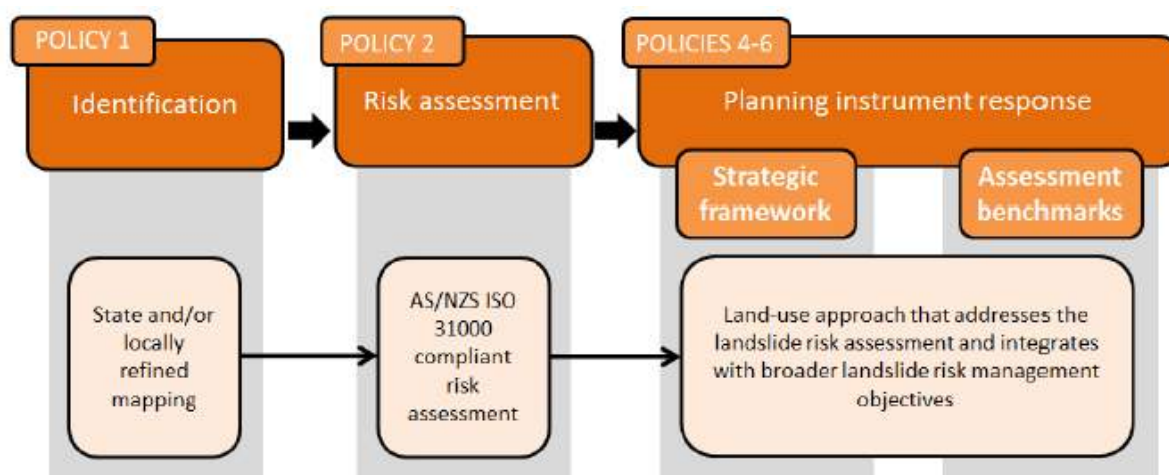 POLICY 1
Identification
POLICY 2
Risk assessment
POLICIES 4-6
Planning instrument response
Strategic
framework
Assessment
benchmarks
State and/or
locally
refined
mapping
AS/NZS ISO
31000
compliant
risk
assessment
Land-use approach that addresses the
landslide risk assessment and integrates
with broader landslide risk management
objectives